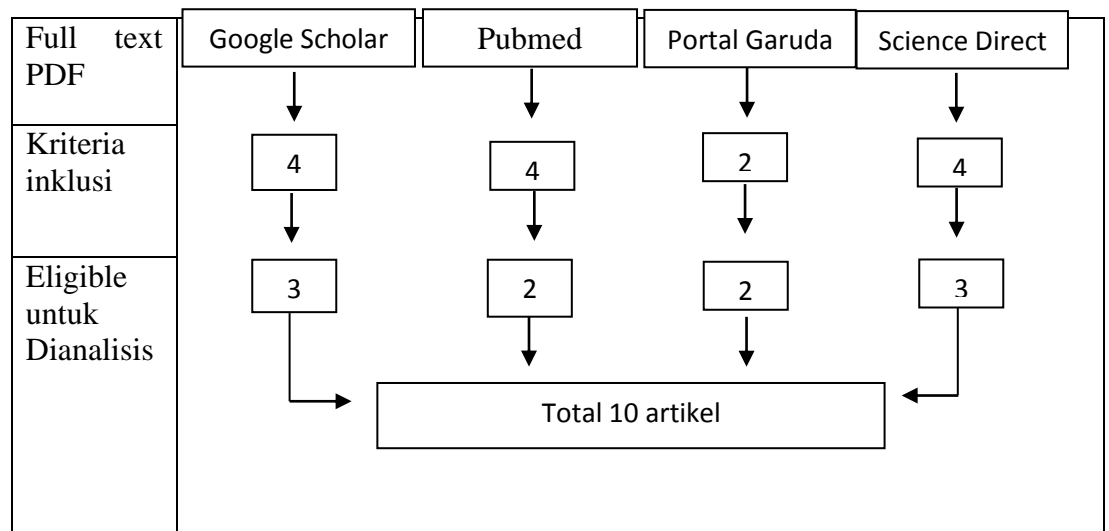 Full text
PDF
Google Scholar
Pubmed
Portal Garuda
Science Direct
Kriteria
inklusi
4
4
2
4
Eligible
untuk
Dianalisis
3
2
2
3
Total 10 artikel